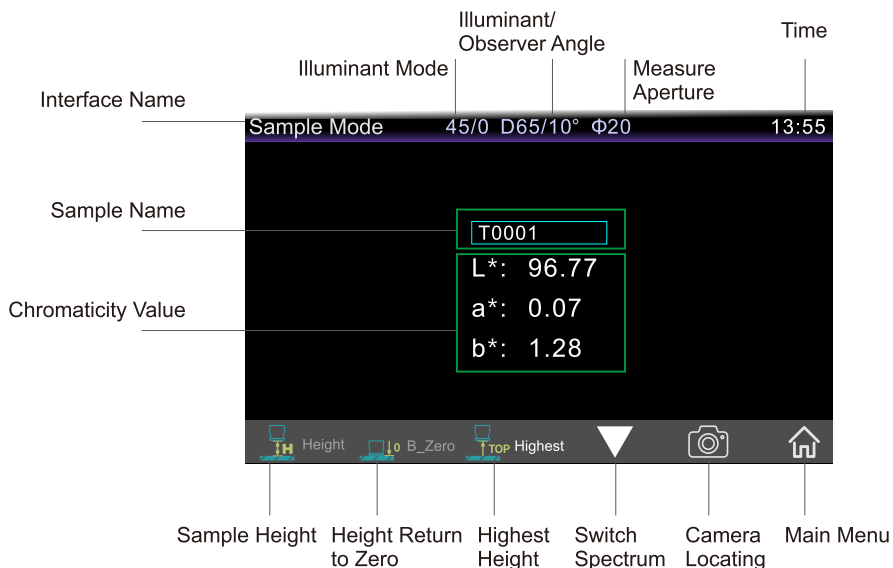 Illuminant/
Observer Angle
Time
Illuminant Mode
Measure
Aperture
Interface Name
Sample Mode 45/0 D65/10° Φ20 13:55
Sample Name
T0001
L*: 96.77
Chromaticity Value
a*: 0.07
b*: 1.28
H Height 0 B_Zero TOP Highest
Sample Height Height Return Highest Switch Camera Main Menu
to Zero Height Spectrum Locating